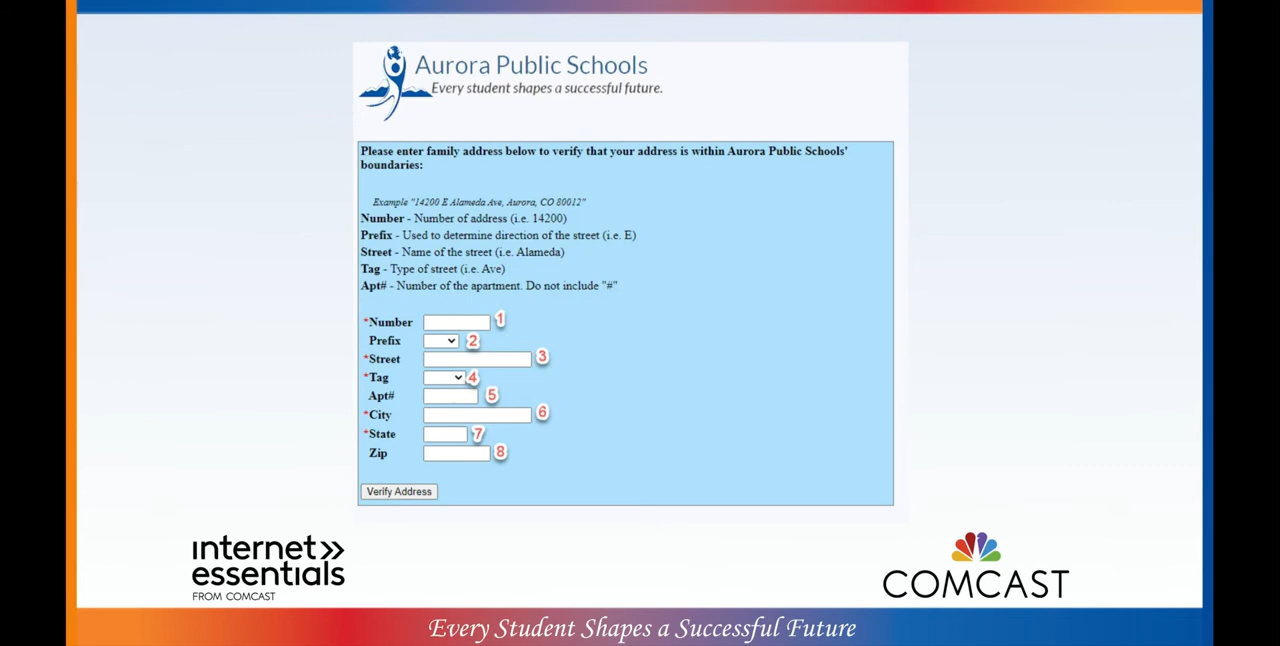 Aurora Public Schools
Every student shapes a successful future.
Please enter family address below to verify that your address is within Aurora Public Schools'
boundaries:
Example "14200 E Alameda Ave, Aurora, CO 80012"
Number - Number of address (i.e. 14200)
Prefix - Used to determine direction of the street (i.e. E)
Street - Name of the street (i.e. Alameda)
Tag - Type of street (i.e. Ave)
Apt# - Number of the apartment. Do not include "#"
*Number 1
Prefix 2
*Street 3
*Tag 4
Apt# 5
*City 6
*State 7
Zip 8
Verify Address
internet essentials
FROM COMCAST
COMCAST
Every Student Shapes a Successful Future